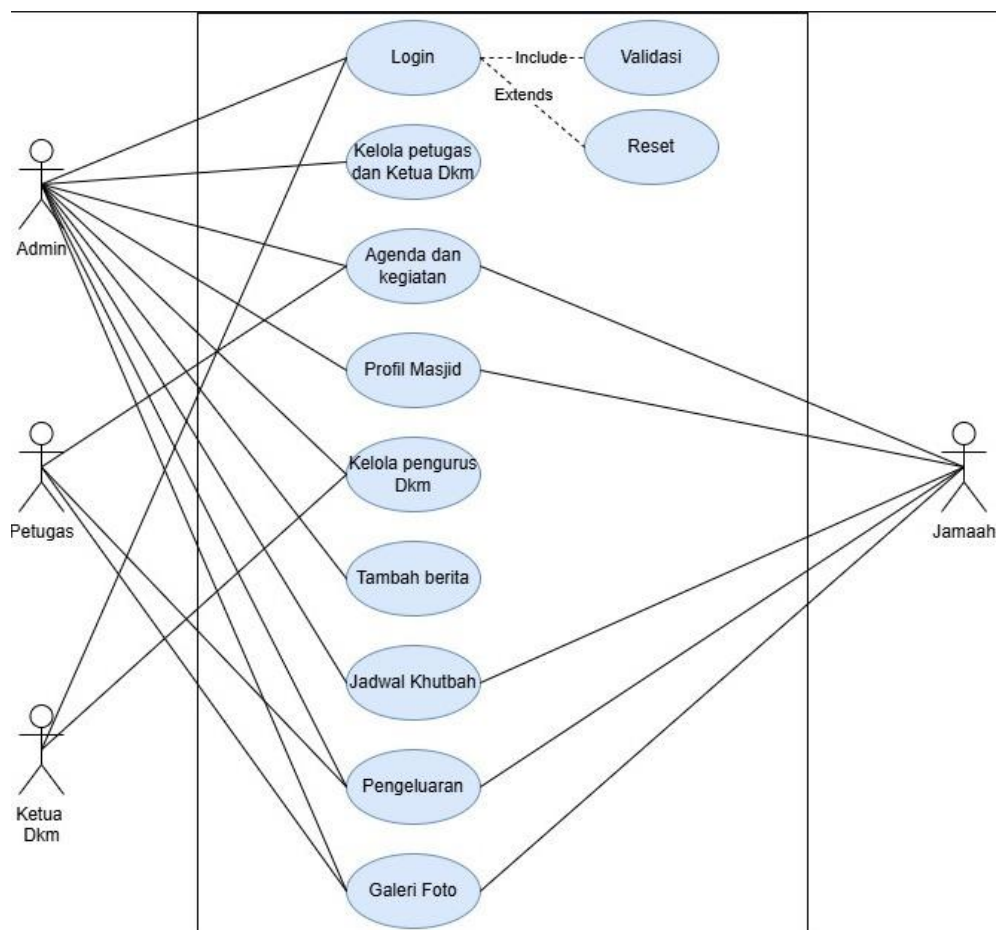 Login
Include
Validasi
Extends
Reset
Kelola petugas
dan Ketua Dkm
Admin
Agenda dan
kegiatan
Profil Masjid
Kelola pengurus
Dkm
Petugas
Jamaah
Tambah berita
Jadwal Khutbah
Pengeluaran
Ketua
Dkm
Galeri Foto